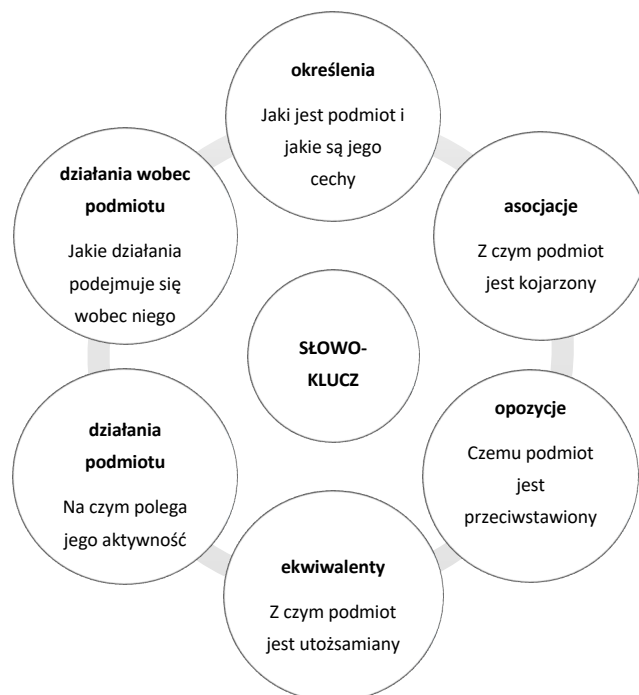 określenia
Jaki jest podmiot i
jakie są jego
cechy
asocjacje
Z czym podmiot
jest kojarzony
opozycje
Czemu podmiot
jest
przeciwstawiony
ekwiwalenty
Z czym podmiot
jest utożsamiany
działania
podmiotu
Na czym polega
jego aktywność
działania wobec
podmiotu
Jakie działania
podejmuje się
wobec niego
SŁOWO-
KLUCZ